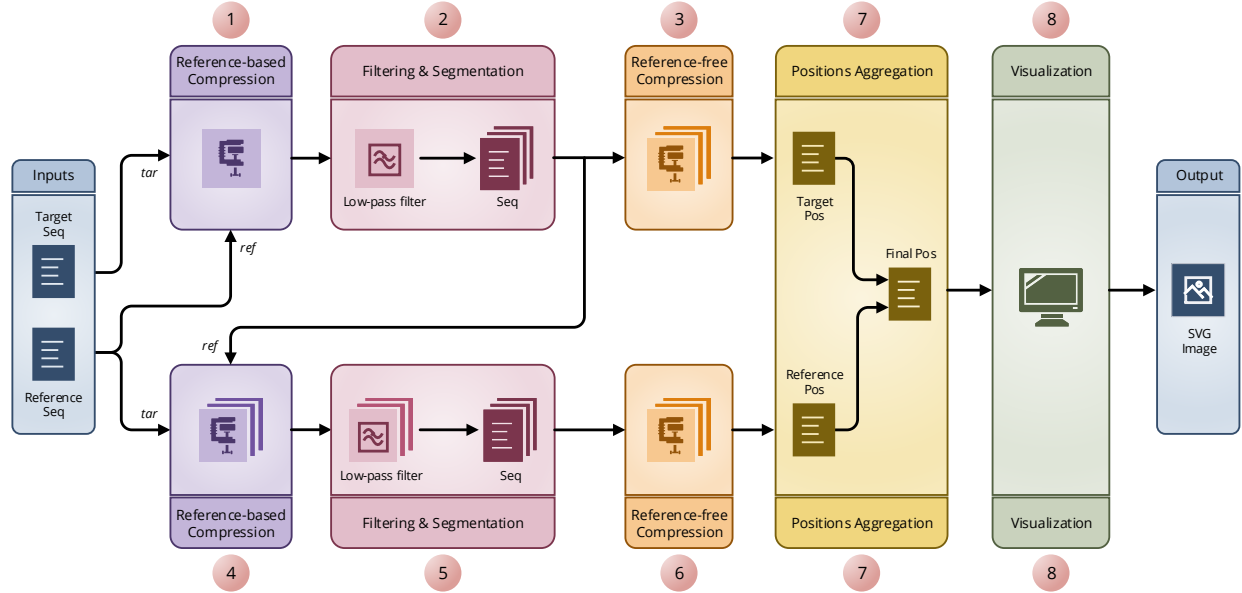 1
2
3
7
8
Reference-based
Compression
Filtering & Segmentation
Reference-free
Compression
Positions Aggregation
Visualization
Inputs
Target
Seq
Reference
Seq
tar
ref
Low-pass filter
Seq
Target
Pos
Final Pos
Reference
Pos
Output
SVG
Image
ref
tar
Low-pass filter
Seq
Reference-based
Compression
Filtering & Segmentation
Reference-free
Compression
Positions Aggregation
Visualization
4
5
6
7
8